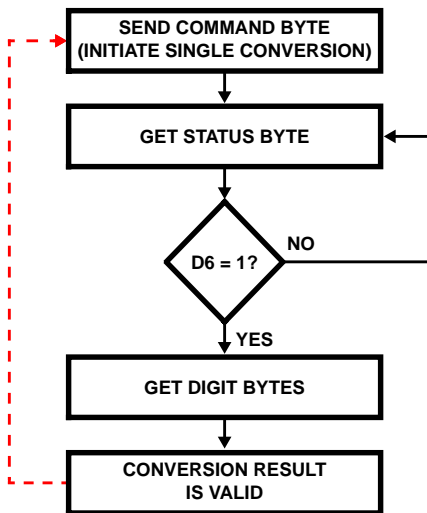 SEND COMMAND BYTE
(INITIATE SINGLE CONVERSION)
GET STATUS BYTE
D6 = 1?
NO
YES
GET DIGIT BYTES
CONVERSION RESULT
IS VALID